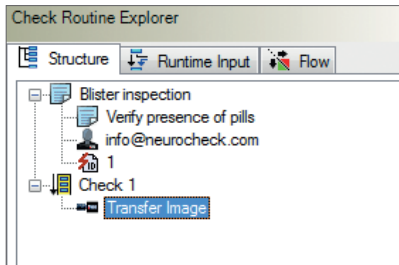 Check Routine Explorer
Structure Runtime Input Flow
Blister inspection
Verify presence of pills
info@neurocheck.com
ID 1
Check 1
Transfer Image